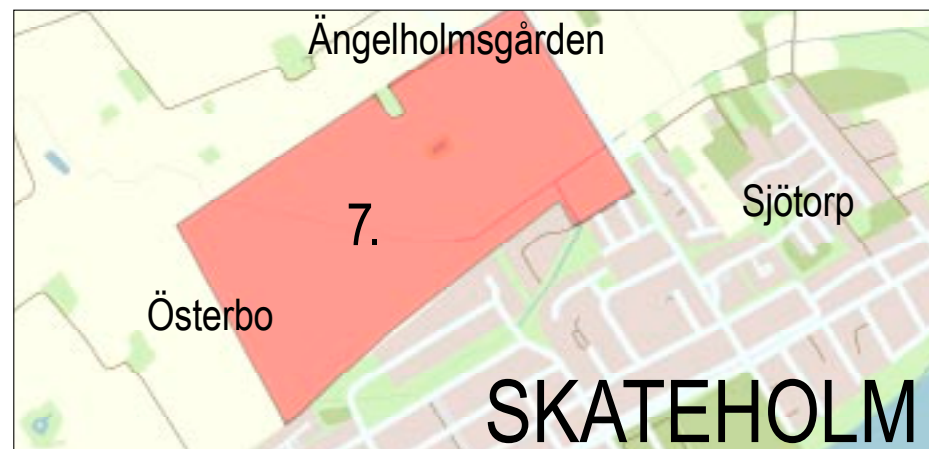 Ängelholmsgården
Sjötorp
7.
Österbo
SKATEHOLM